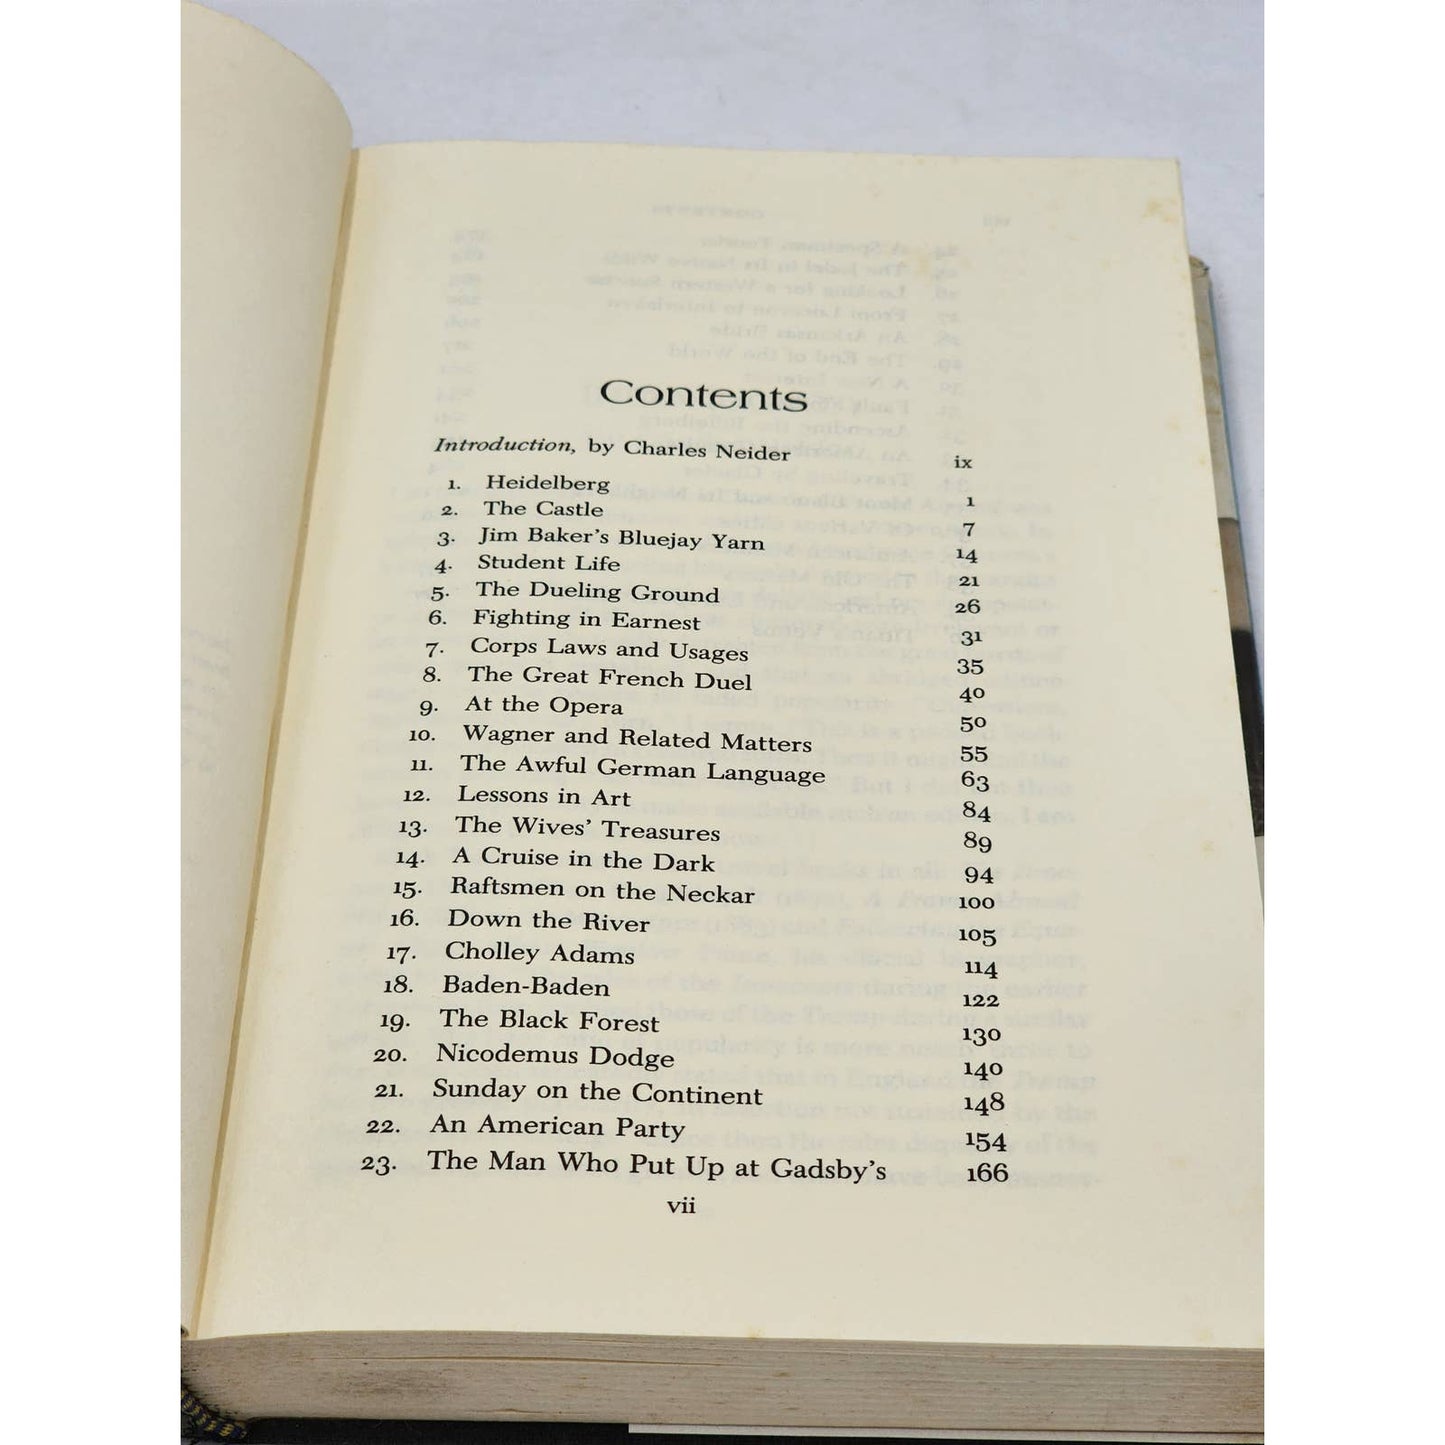 Contents
Introduction, by Charles Neider ix
1. Heidelberg 1
2. The Castle 7
3. Jim Baker's Bluejay Yarn 14
4. Student Life 21
5. The Dueling Ground 26
6. Fighting in Earnest 31
7. Corps Laws and Usages 35
8. The Great French Duel 40
9. At the Opera 50
10. Wagner and Related Matters 55
11. The Awful German Language 63
12. Lessons in Art 84
13. The Wives' Treasures 89
14. A Cruise in the Dark 94
15. Raftsmen on the Neckar 100
16. Down the River 105
17. Cholley Adams 114
18. Baden-Baden 122
19. The Black Forest 130
20. Nicodemus Dodge 140
21. Sunday on the Continent 148
22. An American Party 154
23. The Man Who Put Up at Gadsby's 166
vii